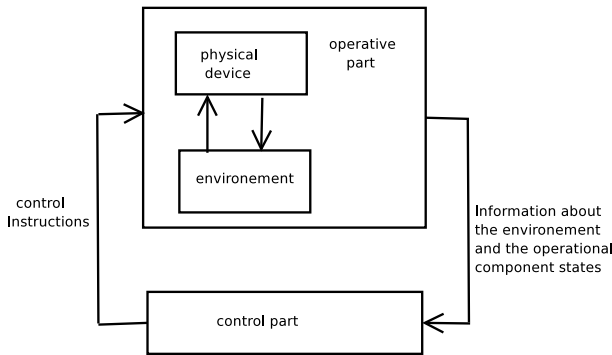 physical
device
operative
part
environement
control
Instructions
Information about
the environement
and the operational
component states
control part